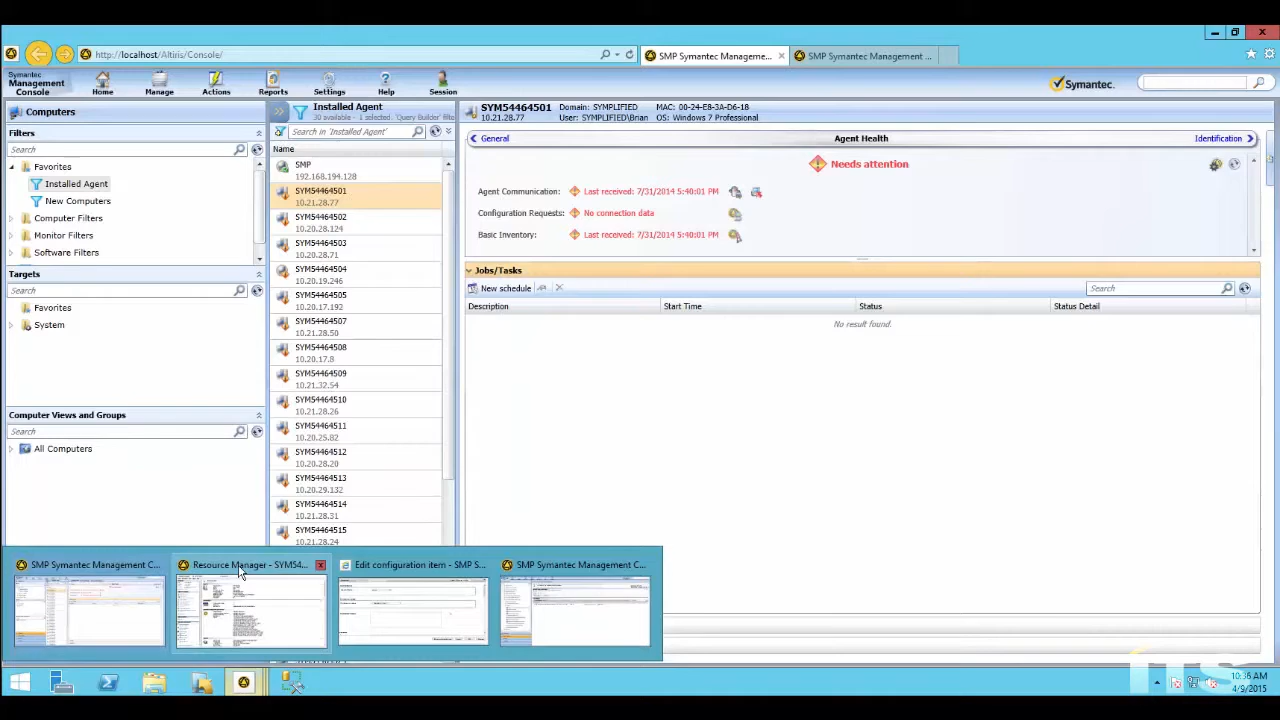 http://localhost/Altiris/Console/
SMP Symantec Manageme...
SMP Symantec Management ...
Symantec
Management
Console
Home
Manage
Actions
Reports
Settings
Help
Session
Symantec.
Computers
Filters
Search
Favorites
Installed Agent
New Computers
Computer Filters
Monitor Filters
Software Filters
Targets
Search
Favorites
System
Computer Views and Groups
Search
All Computers
Installed Agent
30 available - 1 selected, 'Query Builder' filte
Search in 'Installed Agent'
Name
SMP
192.168.194.128
SYM54464501
10.21.28.77
SYM54464502
10.20.28.124
SYM54464503
10.20.28.71
SYM54464504
10.20.19.246
SYM54464505
10.20.17.192
SYM54464507
10.21.28.50
SYM54464508
10.20.17.8
SYM54464509
10.21.32.54
SYM54464510
10.21.28.26
SYM54464511
10.20.25.82
SYM54464512
10.20.28.20
SYM54464513
10.20.29.132
SYM54464514
10.21.28.31
SYM54464515
10.21.28.24
SYM54464501 Domain: SYMPLIFIED MAC: 00-24-E8-3A-D6-18
10.21.28.77 User: SYMPLIFIED\Brian OS: Windows 7 Professional
General
Agent Health
Identification
Needs attention
Agent Communication: Last received: 7/31/2014 5:40:01 PM
Configuration Requests: No connection data
Basic Inventory: Last received: 7/31/2014 5:40:01 PM
Jobs/Tasks
New schedule
Search
Description Start Time Status Status Detail
No result found.
SMP Symantec Management C...
Resource Manager - SYM54...
Edit configuration item - SMP S...
SMP Symantec Management C...
ITS
10:36 AM
4/9/2015